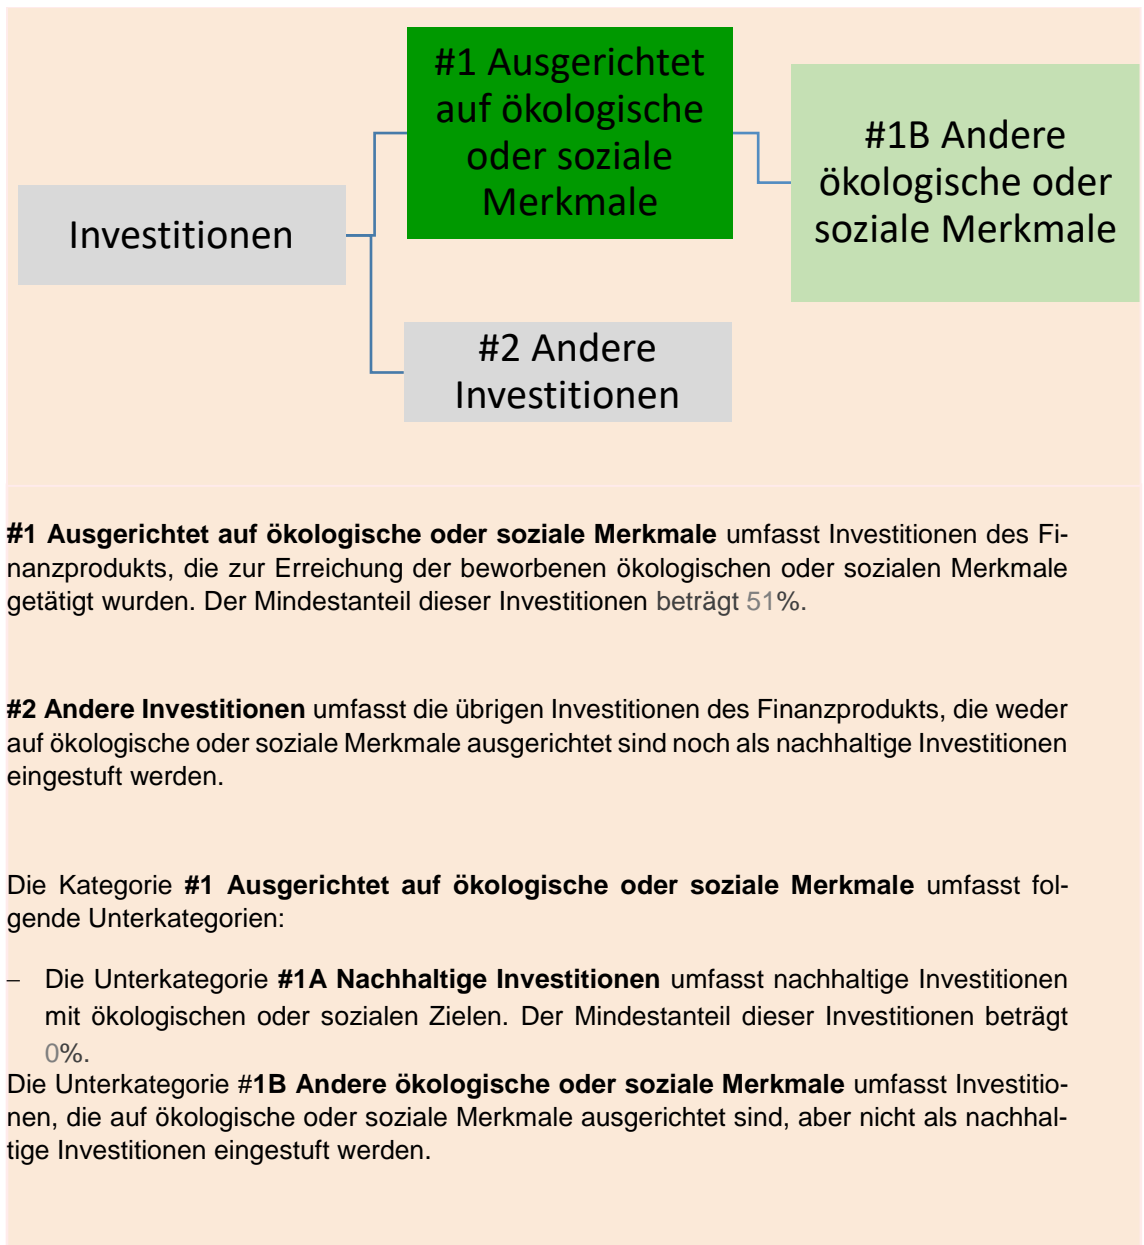 #1 Ausgerichtet
auf ökologische
oder soziale
Merkmale
#1B Andere
ökologische oder
soziale Merkmale
Investitionen
#2 Andere
Investitionen
#1 Ausgerichtet auf ökologische oder soziale Merkmale umfasst Investitionen des Fi-
nanzprodukts, die zur Erreichung der beworbenen ökologischen oder sozialen Merkmale
getätigt wurden. Der Mindestanteil dieser Investitionen beträgt 51%.
#2 Andere Investitionen umfasst die übrigen Investitionen des Finanzprodukts, die weder
auf ökologische oder soziale Merkmale ausgerichtet sind noch als nachhaltige Investitionen
eingestuft werden.
Die Kategorie #1 Ausgerichtet auf ökologische oder soziale Merkmale umfasst fol-
gende Unterkategorien:
– Die Unterkategorie #1A Nachhaltige Investitionen umfasst nachhaltige Investitionen
mit ökologischen oder sozialen Zielen. Der Mindestanteil dieser Investitionen beträgt
0%.
Die Unterkategorie #1B Andere ökologische oder soziale Merkmale umfasst Investitio-
nen, die auf ökologische oder soziale Merkmale ausgerichtet sind, aber nicht als nachhal-
tige Investitionen eingestuft werden.